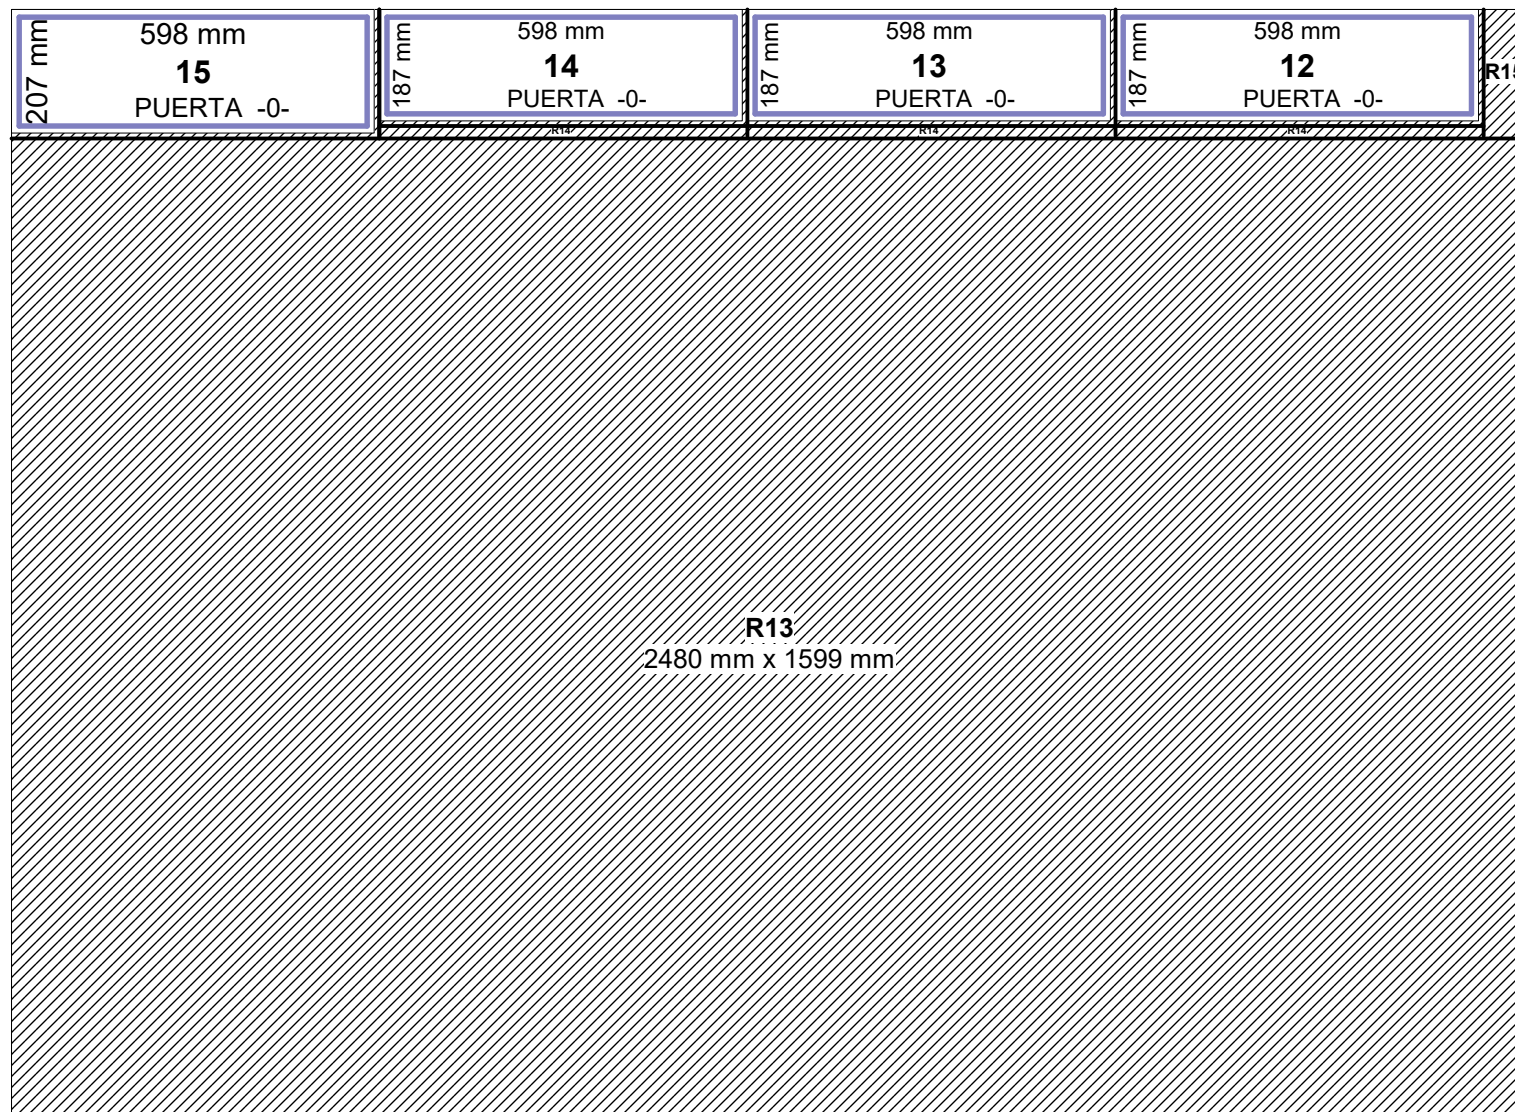 207 mm
598 mm
15
PUERTA -0-
187 mm
598 mm
14
PUERTA -0-
187 mm
598 mm
13
PUERTA -0-
187 mm
598 mm
12
PUERTA -0-
R15
R14
R14
R14
R13
2480 mm x 1599 mm